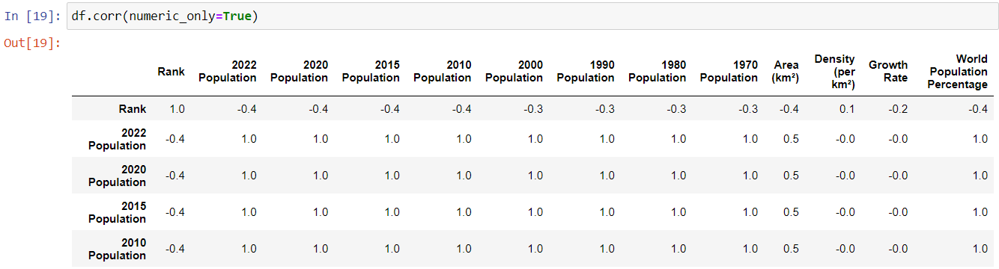 In [19]: df.corr(numeric_only=True)
Out[19]:
Rank 2022 Population 2020 Population 2015 Population 2010 Population 2000 Population 1990 Population 1980 Population 1970 Population Area (km²) Density (per km²) Growth Rate World Population Percentage
Rank 1.0 -0.4 -0.4 -0.4 -0.4 -0.3 -0.3 -0.3 -0.3 -0.4 0.1 -0.2 -0.4
2022 Population -0.4 1.0 1.0 1.0 1.0 1.0 1.0 1.0 1.0 0.5 -0.0 -0.0 1.0
2020 Population -0.4 1.0 1.0 1.0 1.0 1.0 1.0 1.0 1.0 0.5 -0.0 -0.0 1.0
2015 Population -0.4 1.0 1.0 1.0 1.0 1.0 1.0 1.0 1.0 0.5 -0.0 -0.0 1.0
2010 Population -0.4 1.0 1.0 1.0 1.0 1.0 1.0 1.0 1.0 0.5 -0.0 -0.0 1.0